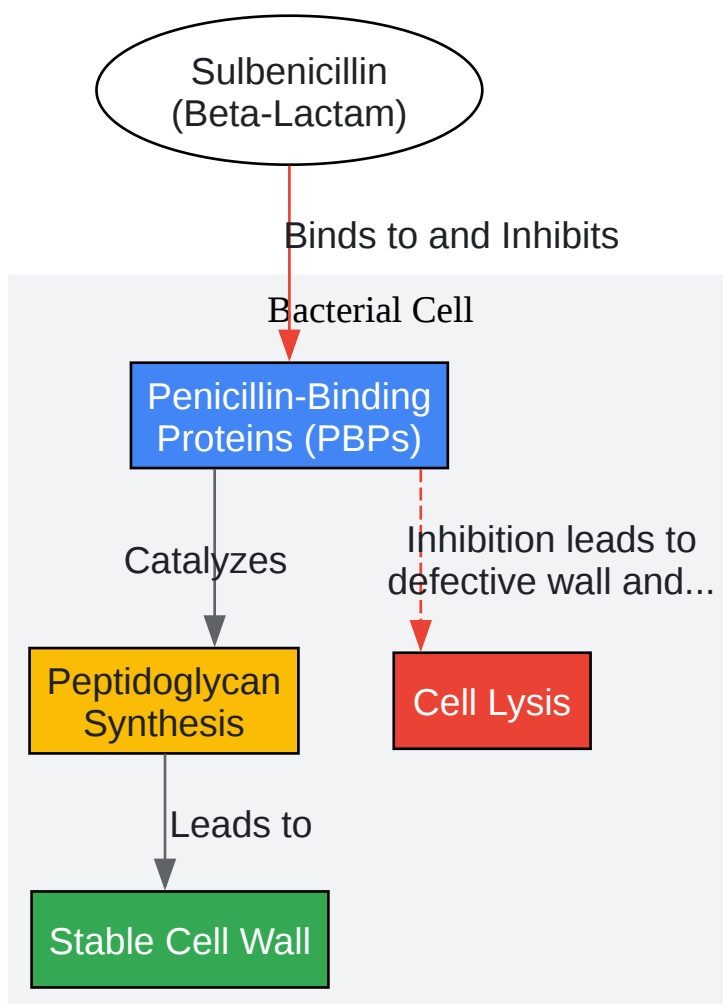 Sulbenicillin
(Beta-Lactam)
Binds to and Inhibits
Bacterial Cell
Penicillin-Binding
Proteins (PBPs)
Catalyzes
Inhibition leads to
defective wall and...
Peptidoglycan
Synthesis
Cell Lysis
Leads to
Stable Cell Wall